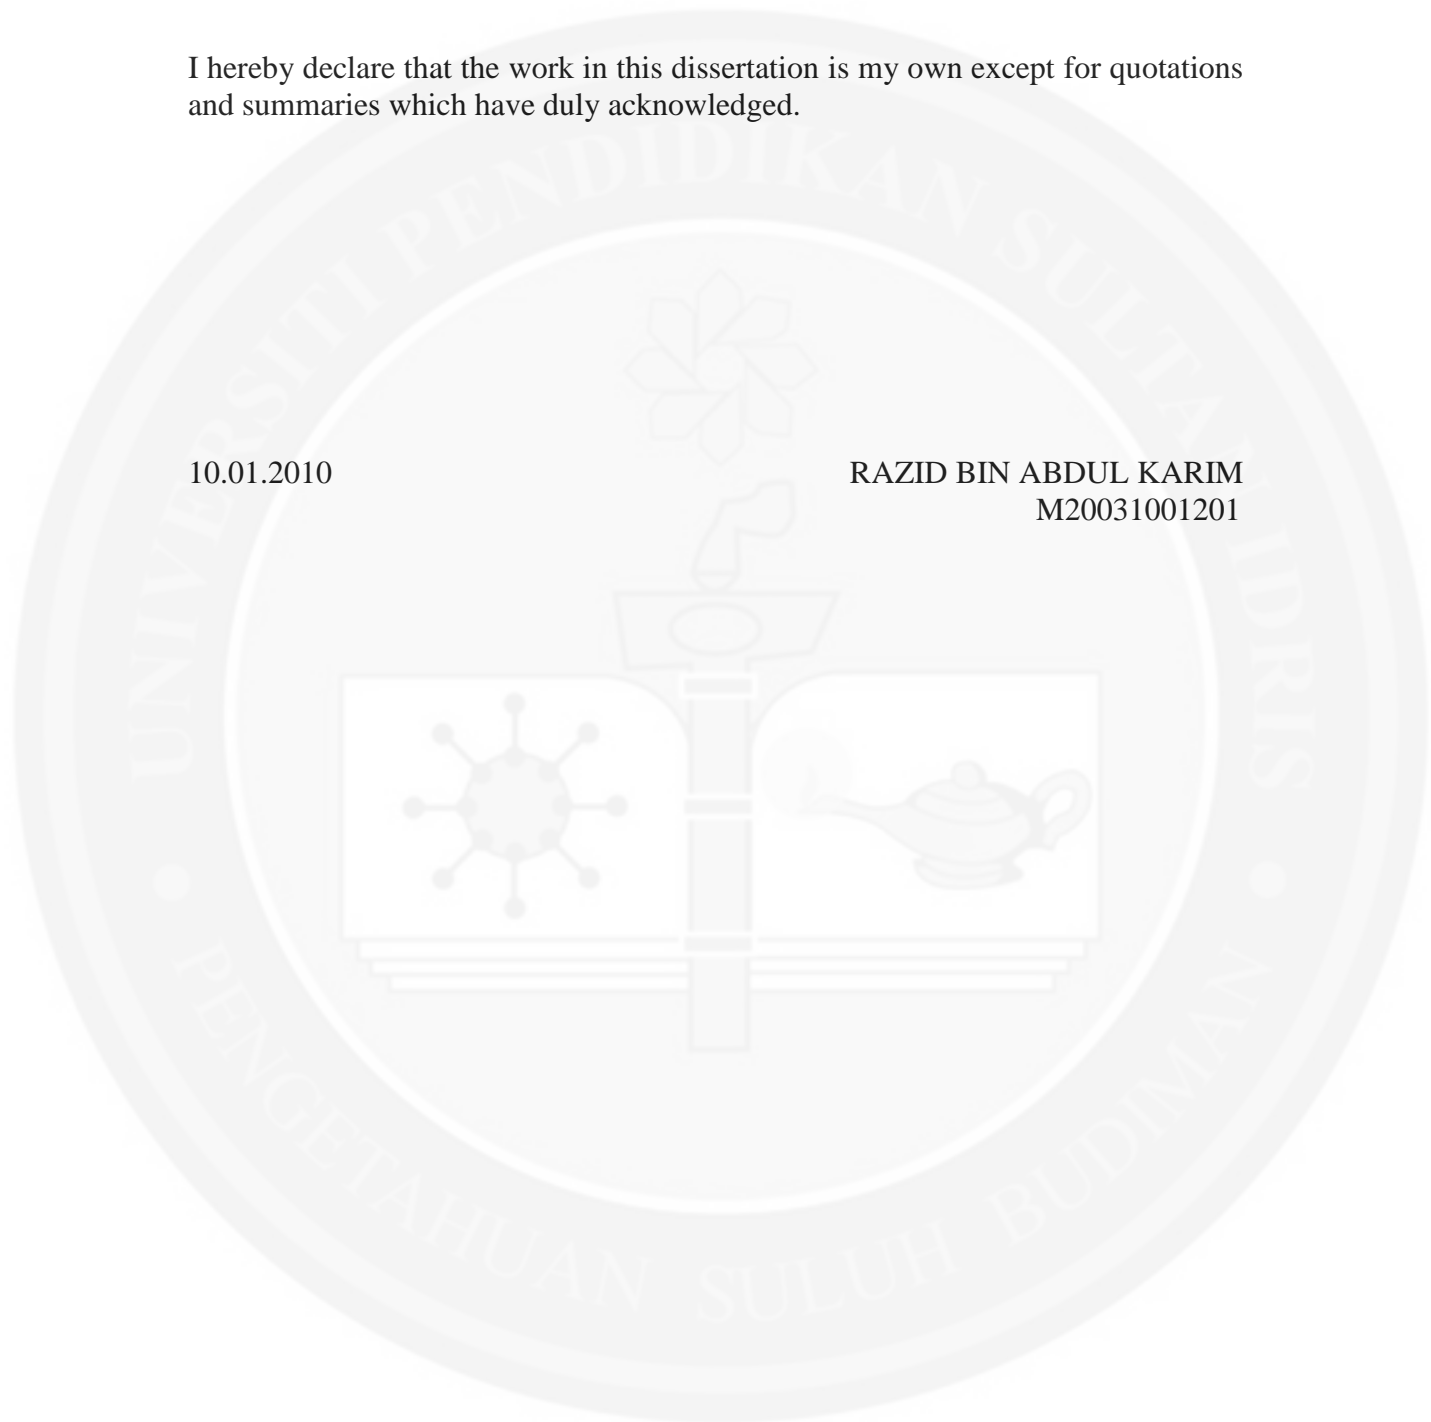 I hereby declare that the work in this dissertation is my own except for quotations
and summaries which have duly acknowledged.
UNIVERSITI PENDIDIKAN SULTAN IDRIS
10.01.2010 RAZID BIN ABDUL KARIM
M20031001201
PENGETAHUAN SULUH BUDIMAN